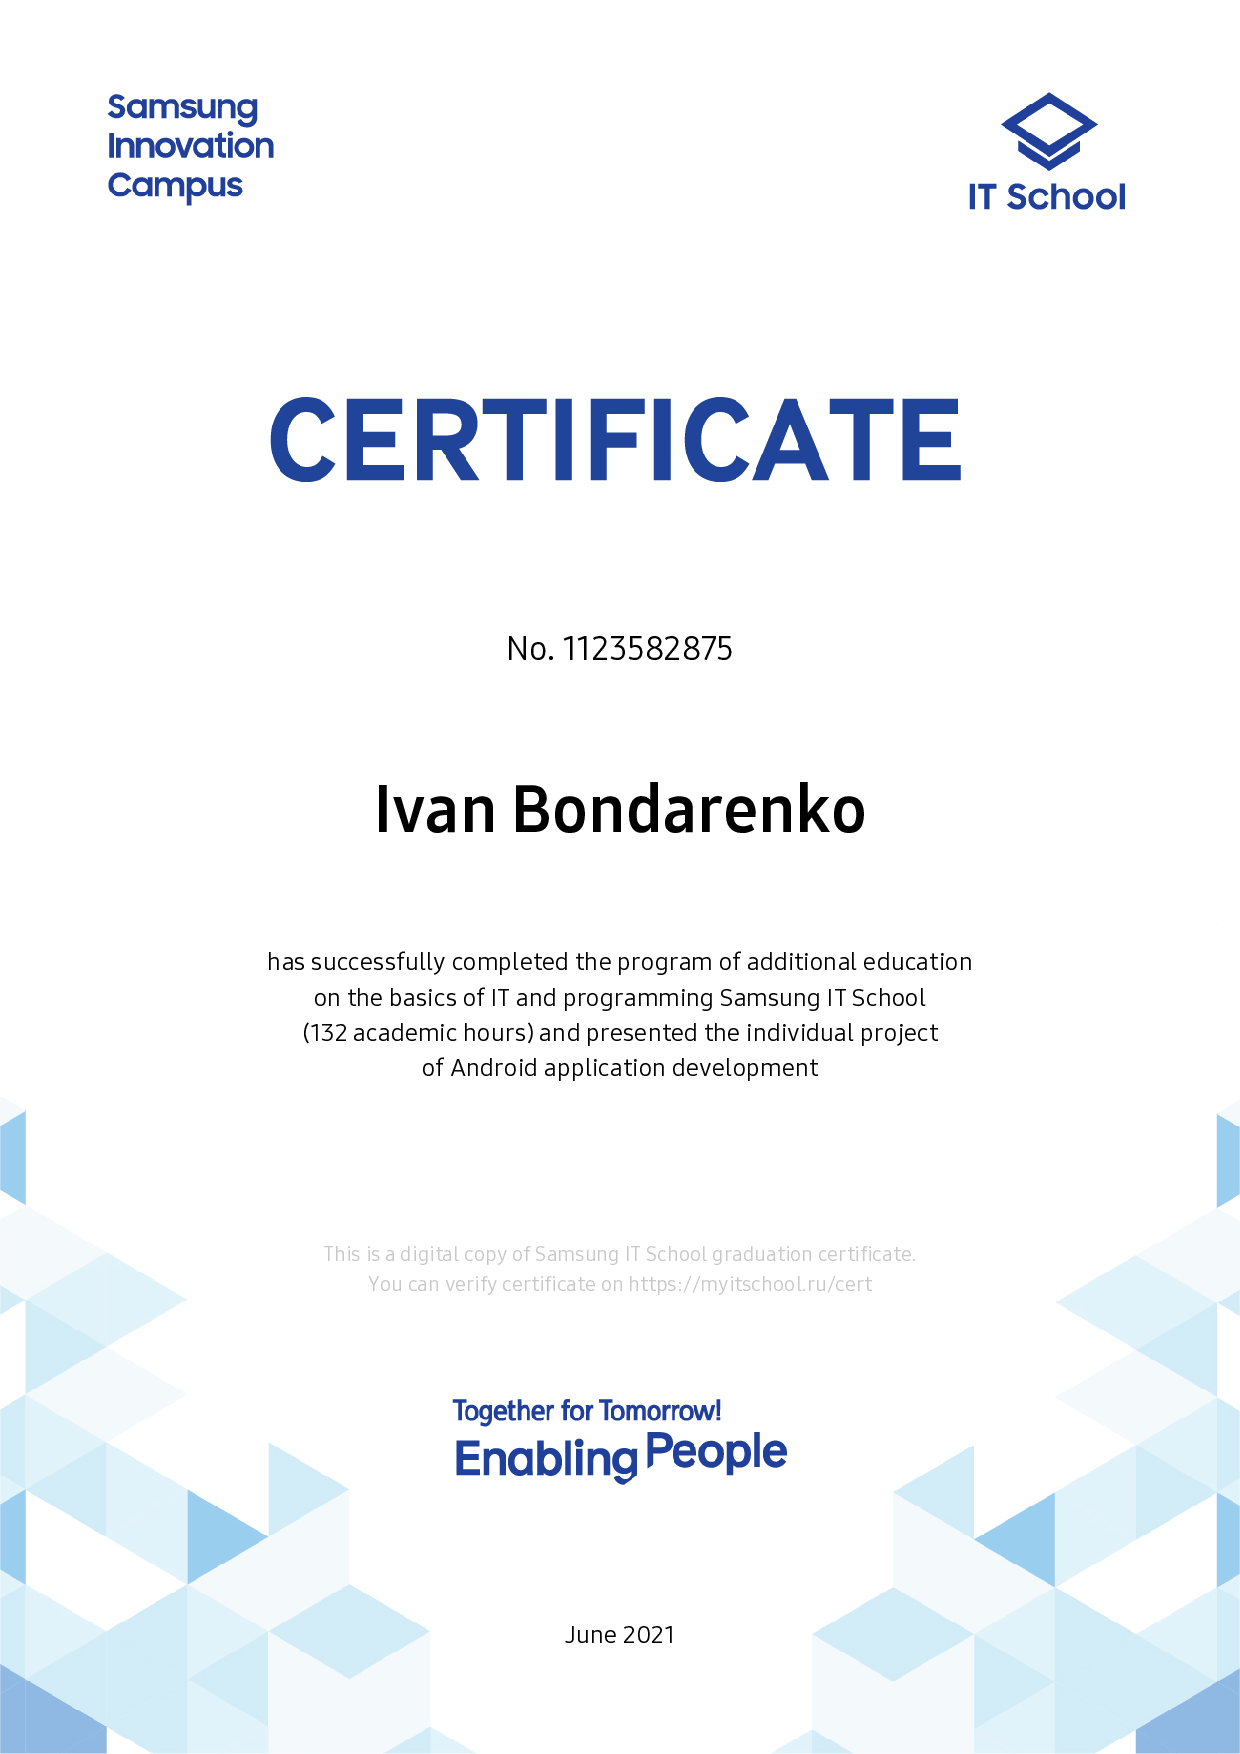 Samsung
Innovation
Campus
IT School
CERTIFICATE
No. 1123582875
Ivan Bondarenko
has successfully completed the program of additional education
on the basics of IT and programming Samsung IT School
(132 academic hours) and presented the individual project
of Android application development
This is a digital copy of Samsung IT School graduation certificate.
You can verify certificate on https://myitschool.ru/cert
Together for Tomorrow!
Enabling People
June 2021